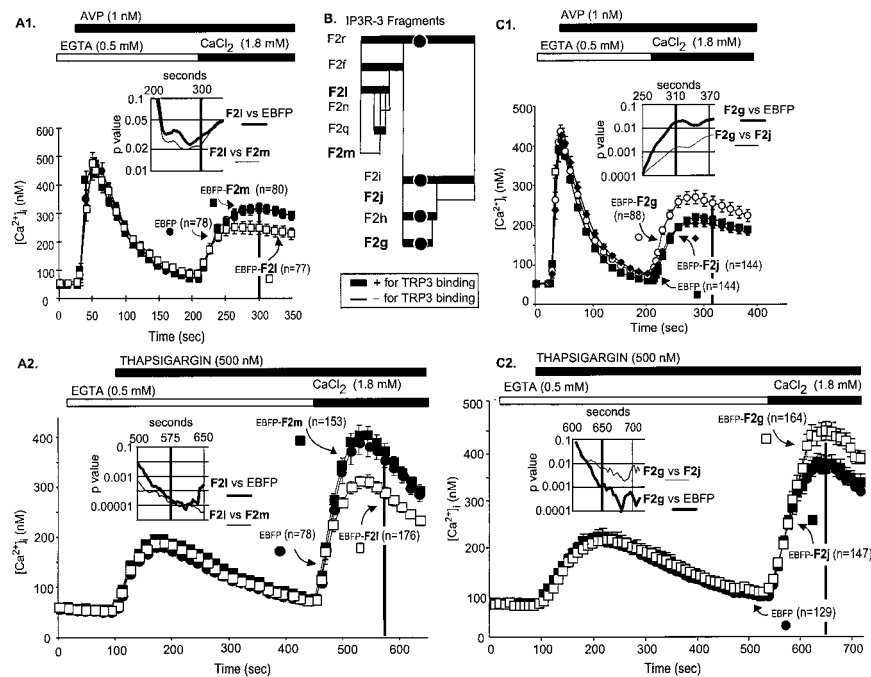 A1.
AVP (1 nM)
EGTA (0.5 mM)
CaCl2 (1.8 mM)
seconds
200 300
0.1
0.04
0.02
0.01
p value
F2l vs EBFP
F2l vs F2m
600
500
400
300
200
100
0
[Ca2+]i (nM)
EBFP-F2m (n=80)
EBFP
(n=78)
EBFP-F2l (n=77)
0 50 100 150 200 250 300 350
Time (sec)
B.
IP3R-3 Fragments
F2r
F2f
F2l
F2n
F2q
F2m
F2i
F2j
F2h
F2g
+ for TRP3 binding
– for TRP3 binding
C1.
AVP (1 nM)
EGTA (0.5 mM)
CaCl2 (1.8 mM)
seconds
250 310 370
0.1
0.01
0.001
0.0001
p value
F2g vs EBFP
F2g vs F2j
500
400
300
200
100
0
[Ca2+]i (nM)
EBFP-F2g
(n=88)
EBFP-F2j
(n=144)
EBFP
(n=144)
0 100 200 300 400
Time (sec)
A2.
THAPSIGARGIN (500 nM)
EGTA (0.5 mM)
CaCl2 (1.8 mM)
seconds
500 575 650
0.1
0.001
0.0001
0.00001
p value
F2l vs EBFP
F2l vs F2m
400
300
200
100
0
[Ca2+]i (nM)
EBFP-F2m
(n=153)
EBFP (n=78)
EBFP-F2l
(n=176)
0 100 200 300 400 500 600
Time (sec)
C2.
THAPSIGARGIN (500 nM)
EGTA (0.5 mM)
CaCl2 (1.8 mM)
seconds
600 650 700
0.1
0.01
0.001
0.0001
p value
F2g vs F2j
F2g vs EBFP
500
400
300
200
100
0
[Ca2+]i (nM)
EBFP-F2g (n=164)
EBFP-F2j
(n=147)
EBFP (n=129)
0 100 200 300 400 500 600 700
Time (sec)